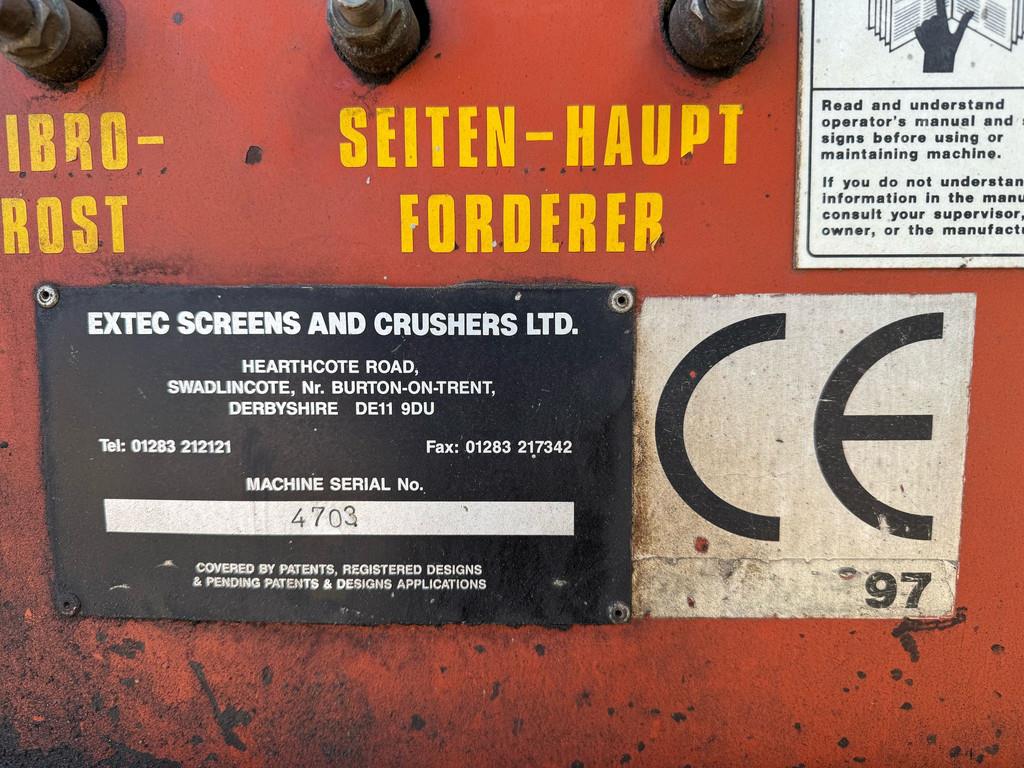 IBRO-
ROST
SEITEN-HAUPT
FORDERER
Read and understand
operator's manual and
signs before using or
maintaining machine.
If you do not understan
information in the manu
consult your supervisor,
owner, or the manufactu
EXTEC SCREENS AND CRUSHERS LTD.
HEARTHCOTE ROAD,
SWADLINCOTE, Nr. BURTON-ON-TRENT,
DERBYSHIRE DE11 9DU
Tel: 01283 212121 Fax: 01283 217342
MACHINE SERIAL No.
4703
COVERED BY PATENTS, REGISTERED DESIGNS
& PENDING PATENTS & DESIGNS APPLICATIONS
CE
97